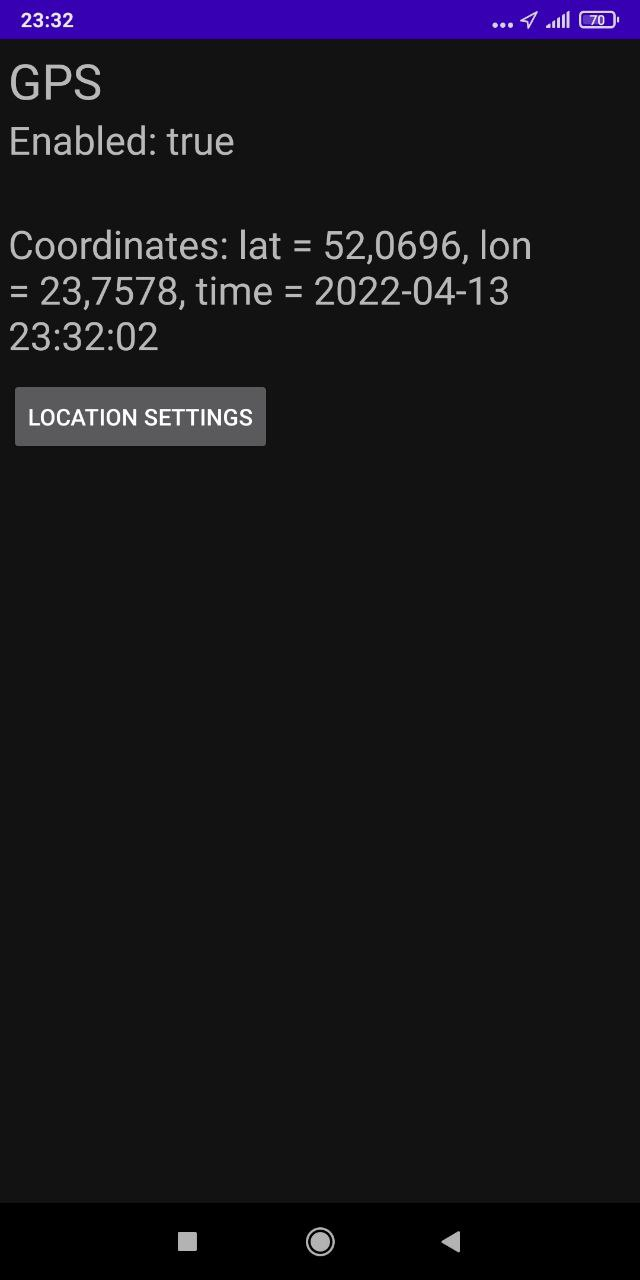 23:32
70
GPS
Enabled: true
Coordinates: lat = 52,0696, lon
= 23,7578, time = 2022-04-13
23:32:02
LOCATION SETTINGS